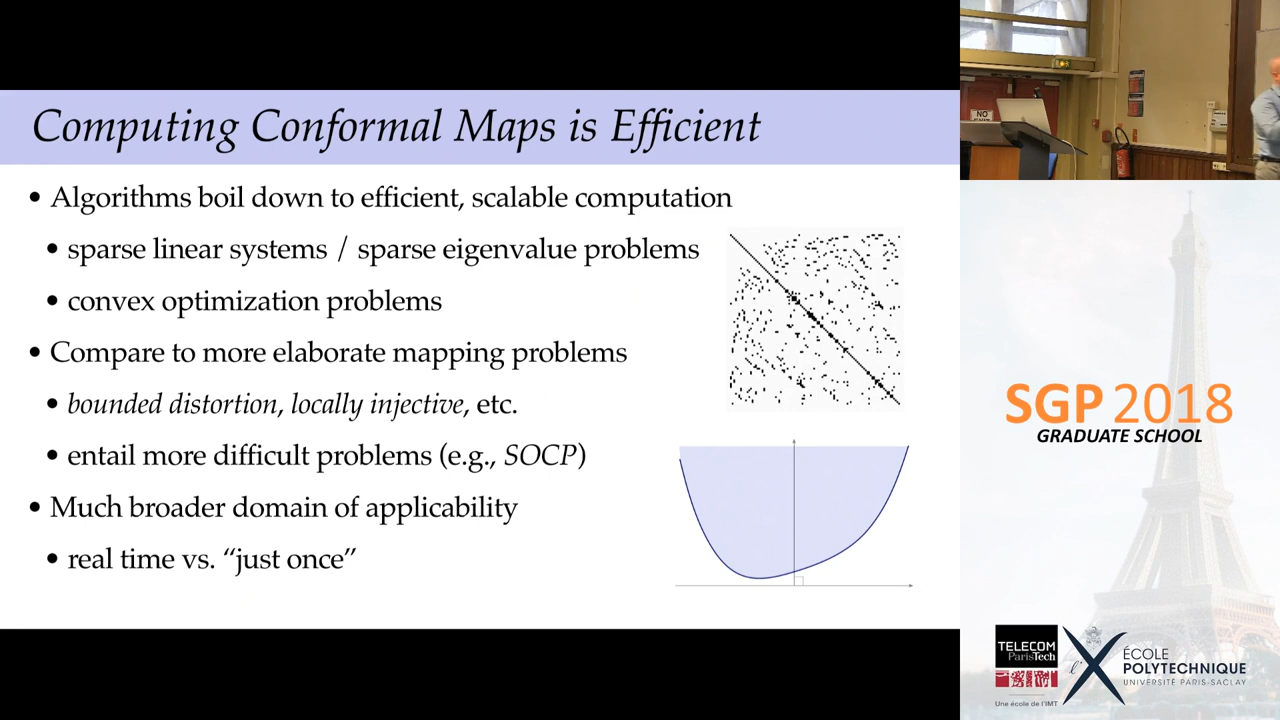 Computing Conformal Maps is Efficient
• Algorithms boil down to efficient, scalable computation
• sparse linear systems / sparse eigenvalue problems
• convex optimization problems
• Compare to more elaborate mapping problems
• bounded distortion, locally injective, etc.
• entail more difficult problems (e.g., SOCP)
• Much broader domain of applicability
• real time vs. “just once”
NO
SGP 2018
GRADUATE SCHOOL
TELECOM
ParisTech
Une école de l'IMT
ÉCOLE
POLYTECHNIQUE
UNIVERSITÉ PARIS-SACLAY